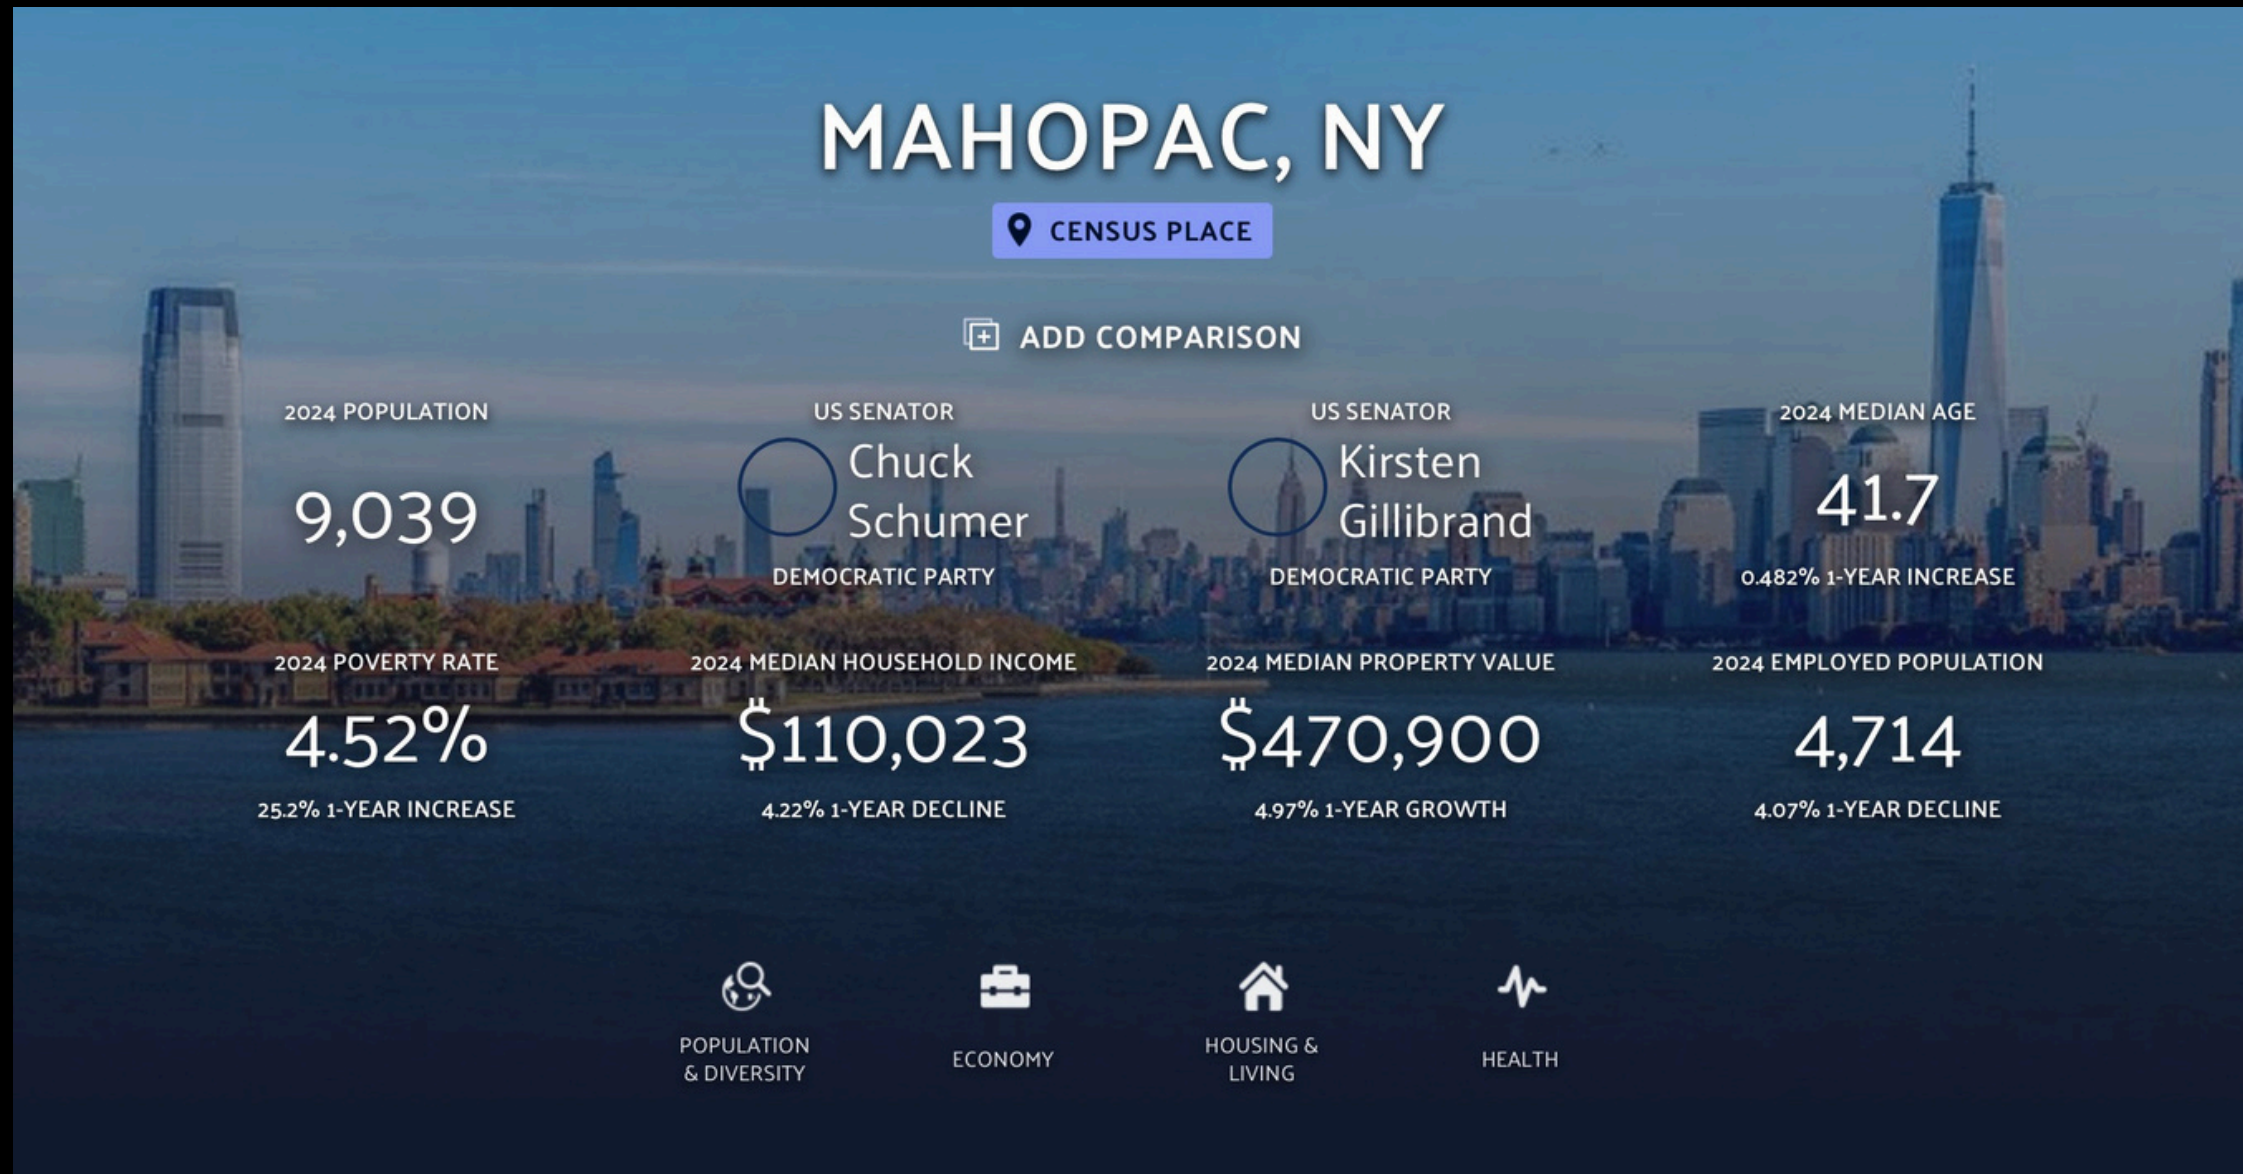 MAHOPAC, NY
CENSUS PLACE
ADD COMPARISON
2024 POPULATION
9,039
US SENATOR
Chuck
Schumer
DEMOCRATIC PARTY
US SENATOR
Kirsten
Gillibrand
DEMOCRATIC PARTY
2024 MEDIAN AGE
41.7
0.482% 1-YEAR INCREASE
2024 POVERTY RATE
4.52%
25.2% 1-YEAR INCREASE
2024 MEDIAN HOUSEHOLD INCOME
$110,023
4.22% 1-YEAR DECLINE
2024 MEDIAN PROPERTY VALUE
$470,900
4.97% 1-YEAR GROWTH
2024 EMPLOYED POPULATION
4,714
4.07% 1-YEAR DECLINE
POPULATION
& DIVERSITY
ECONOMY
HOUSING &
LIVING
HEALTH